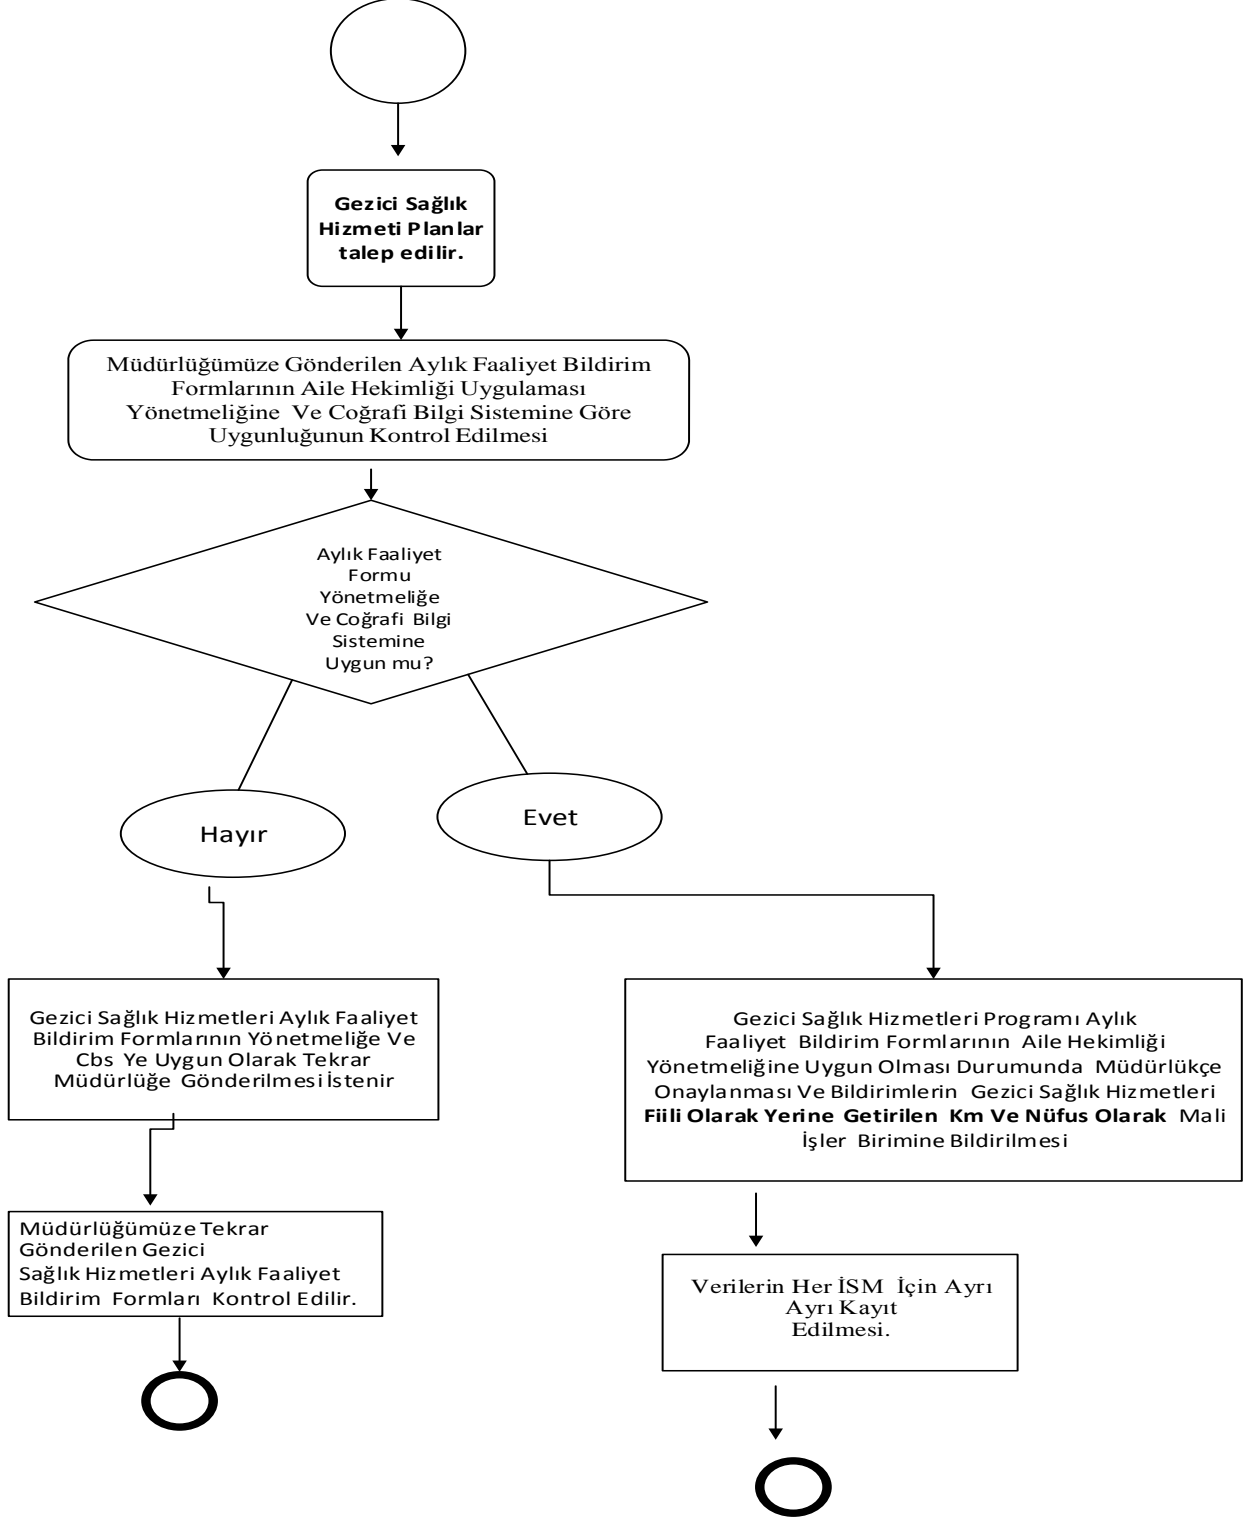 Gezici Sağlık
Hizmeti Planlar
talep edilir.
Müdürlüğümüze Gönderilen Aylık Faaliyet Bildirim
Formlarının Aile Hekimliği Uygulaması
Yönetmeliğine Ve Coğrafi Bilgi Sistemine Göre
Uygunluğunun Kontrol Edilmesi
Aylık Faaliyet
Formu
Yönetmeliğe
Ve Coğrafi Bilgi
Sistemine
Uygun mu?
Hayır
Evet
Gezici Sağlık Hizmetleri Aylık Faaliyet
Bildirim Formlarının Yönetmeliğe Ve
Cbs Ye Uygun Olarak Tekrar
Müdürlüğe Gönderilmesi İstenir
Gezici Sağlık Hizmetleri Programı Aylık
Faaliyet Bildirim Formlarının Aile Hekimliği
Yönetmeliğine Uygun Olması Durumunda Müdürlükçe
Onaylanması Ve Bildirimlerin Gezici Sağlık Hizmetleri
Fiili Olarak Yerine Getirilen Km Ve Nüfus Olarak Mali
İşler Birimine Bildirilmesi
Müdürlüğümüze Tekrar
Gönderilen Gezici
Sağlık Hizmetleri Aylık Faaliyet
Bildirim Formları Kontrol Edilir.
Verilerin Her İSM İçin Ayrı
Ayrı Kayıt
Edilmesi.